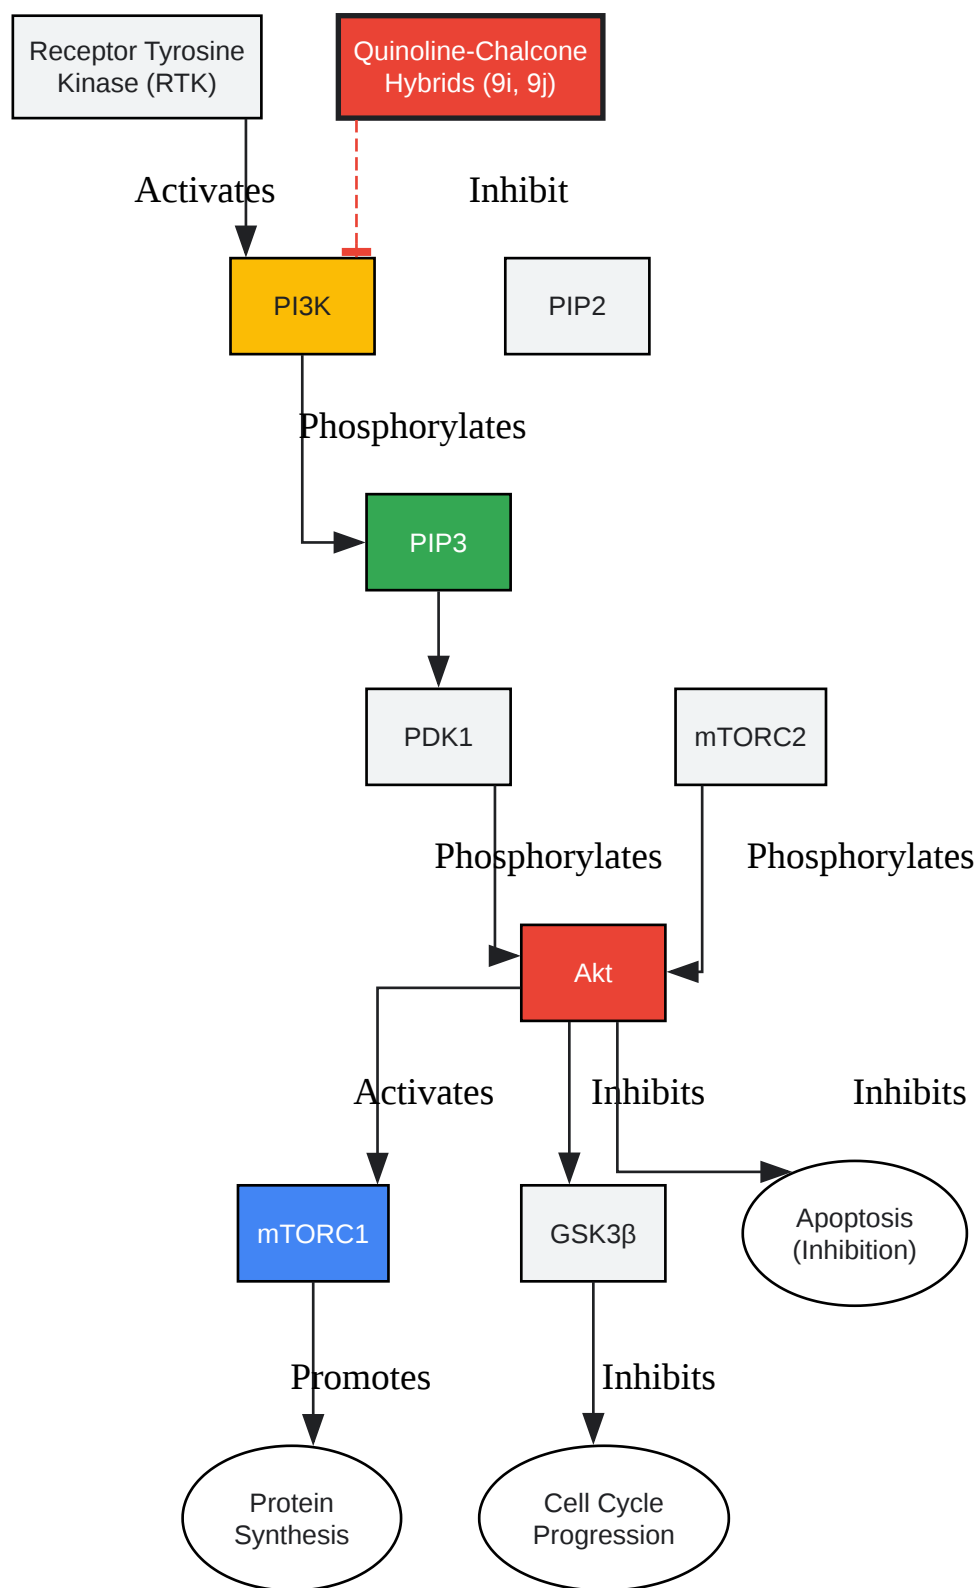 Receptor Tyrosine
Kinase (RTK)
Quinoline-Chalcone
Hybrids (9i, 9j)
Activates
Inhibit
PI3K
PIP2
Phosphorylates
PIP3
PDK1
mTORC2
Phosphorylates
Phosphorylates
Akt
Activates
Inhibits
Inhibits
mTORC1
GSK3β
Apoptosis
(Inhibition)
Promotes
Inhibits
Protein
Synthesis
Cell Cycle
Progression